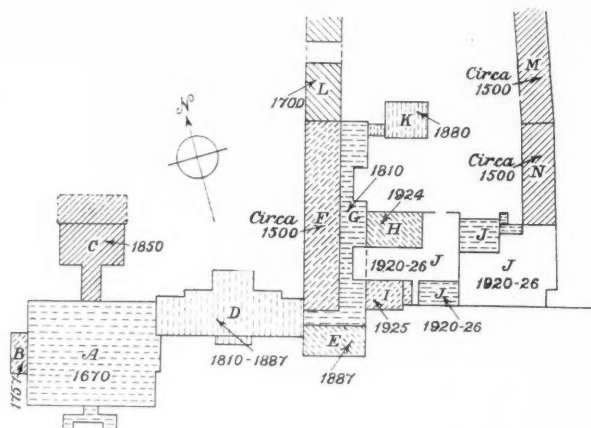 M
Circa
1500
L
1700
K
1880
N
Circa
1500
1810
F
Circa
1500
G
1924
H
J
1920-26
J
J
1920-26
C
1850
D
1810-1887
I
1925
J
1920-26
E
1887
B
1757
A
1670